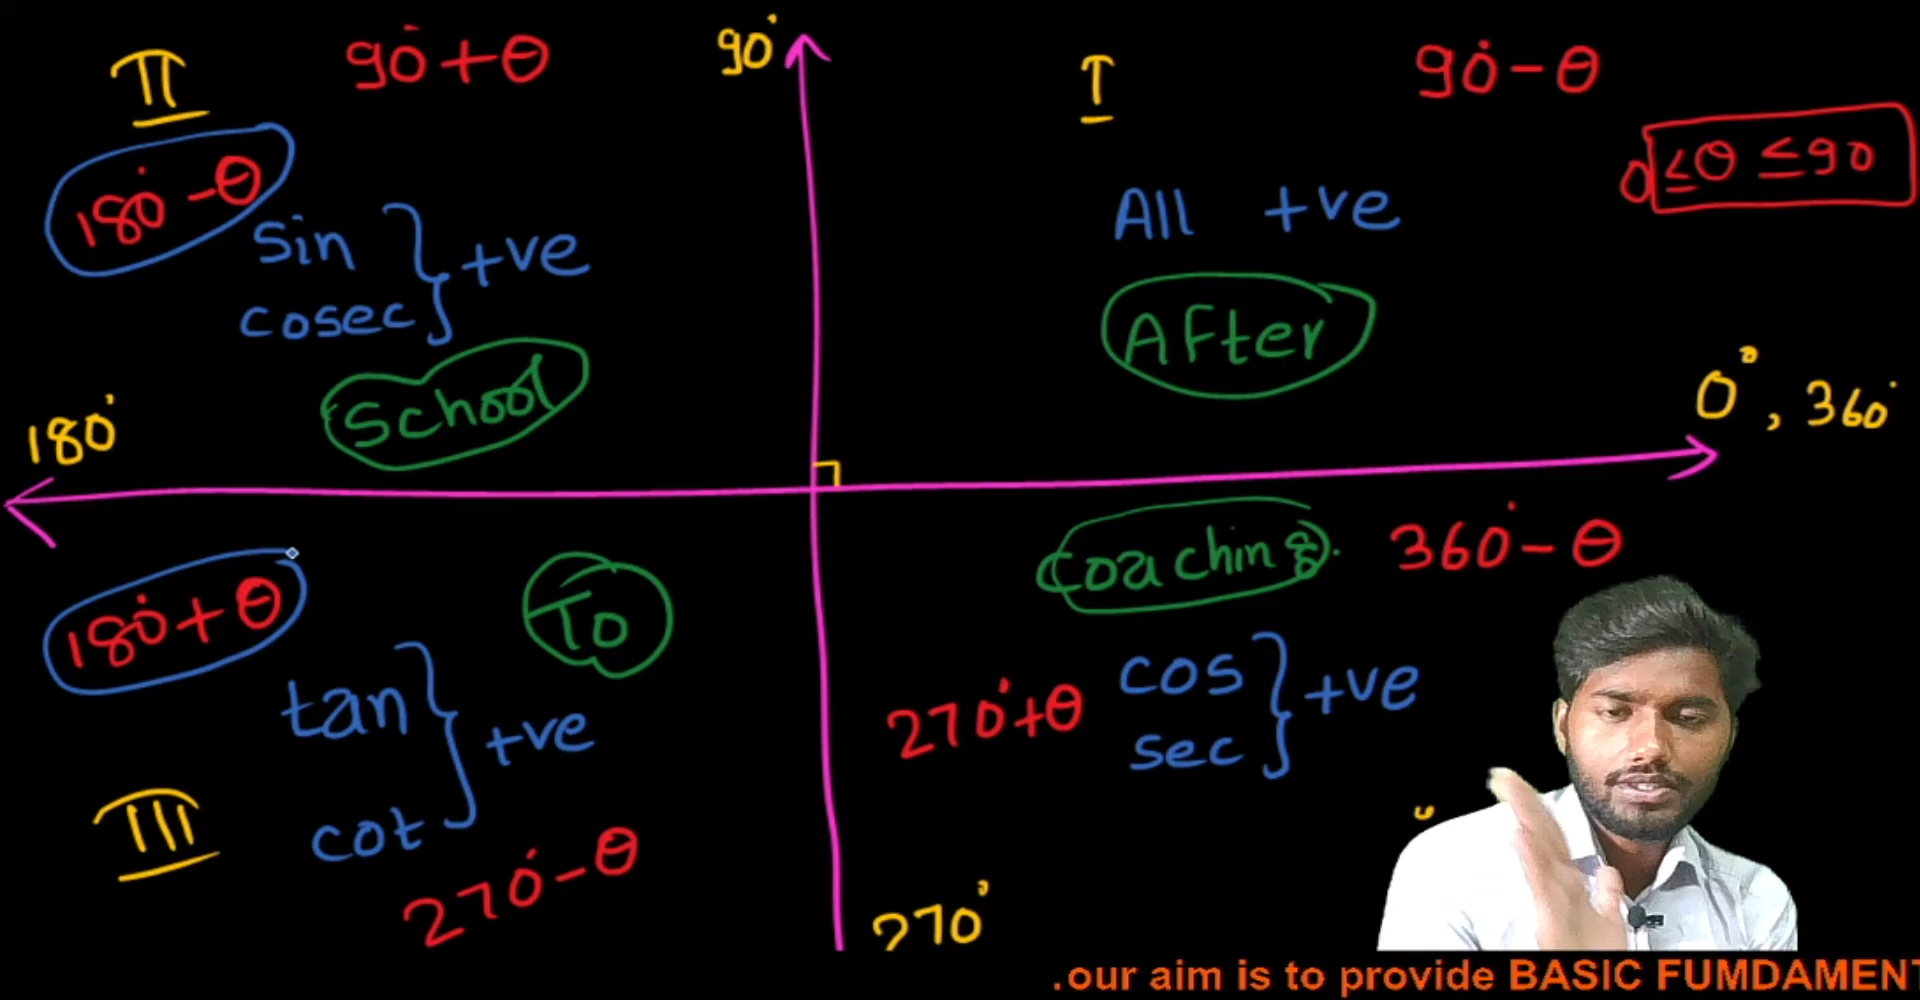 II 90°+θ 90° I 90°-θ
180°-θ 0≤θ≤90
sin
cosec } +ve
All +ve
School
After
180° 0°, 360°
180°+θ To Coaching. 360°-θ
tan
cot } +ve
270°+θ cos
sec } +ve
III
270°-θ
270°
.our aim is to provide BASIC FUMDAMENT